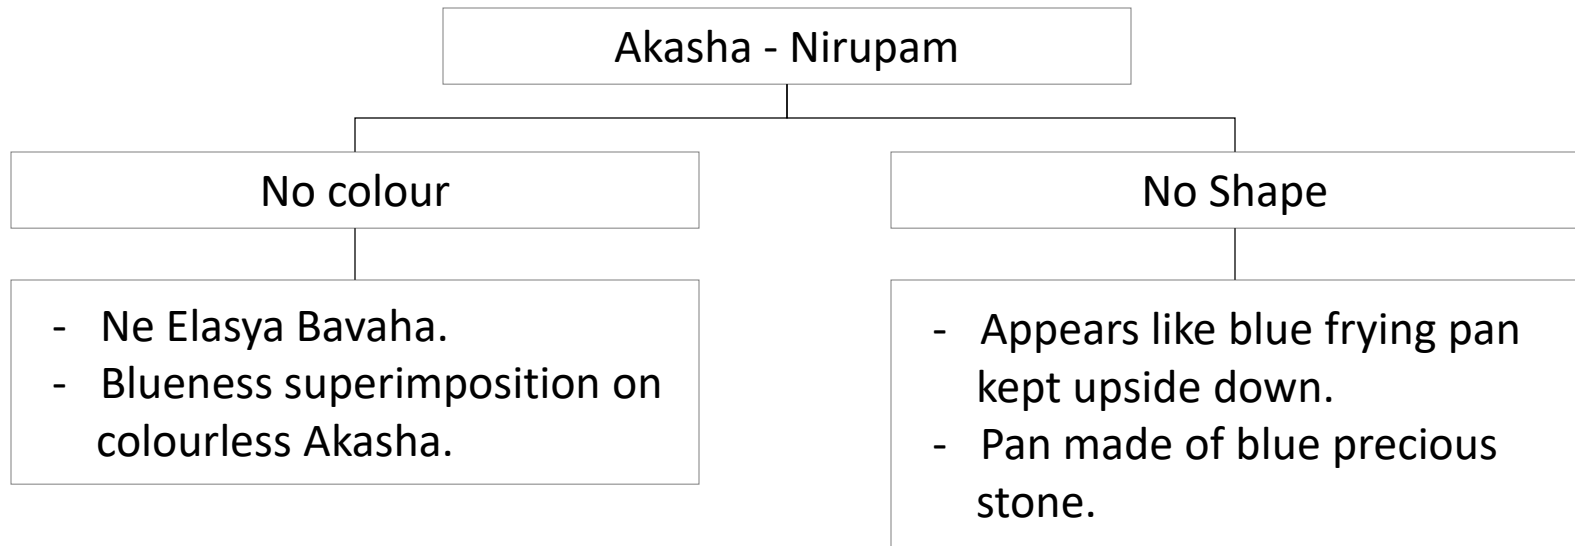 Akasha - Nirupam
No colour
No Shape
- Ne Elasya Bavaha.
- Blueness superimposition on
colourless Akasha.
- Appears like blue frying pan
kept upside down.
- Pan made of blue precious
stone.